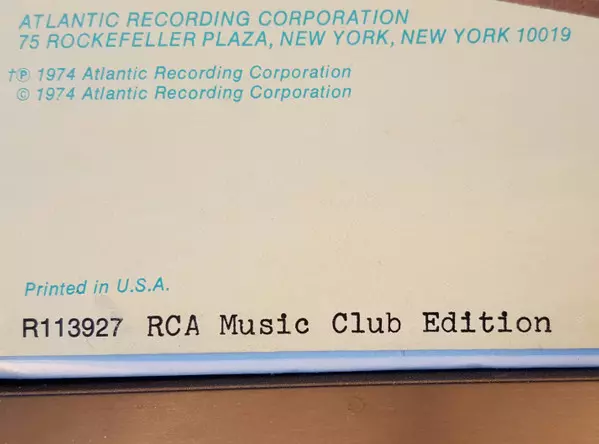 ATLANTIC RECORDING CORPORATION
75 ROCKEFELLER PLAZA, NEW YORK, NEW YORK 10019
†℗ 1974 Atlantic Recording Corporation
© 1974 Atlantic Recording Corporation
Printed in U.S.A.
R113927 RCA Music Club Edition